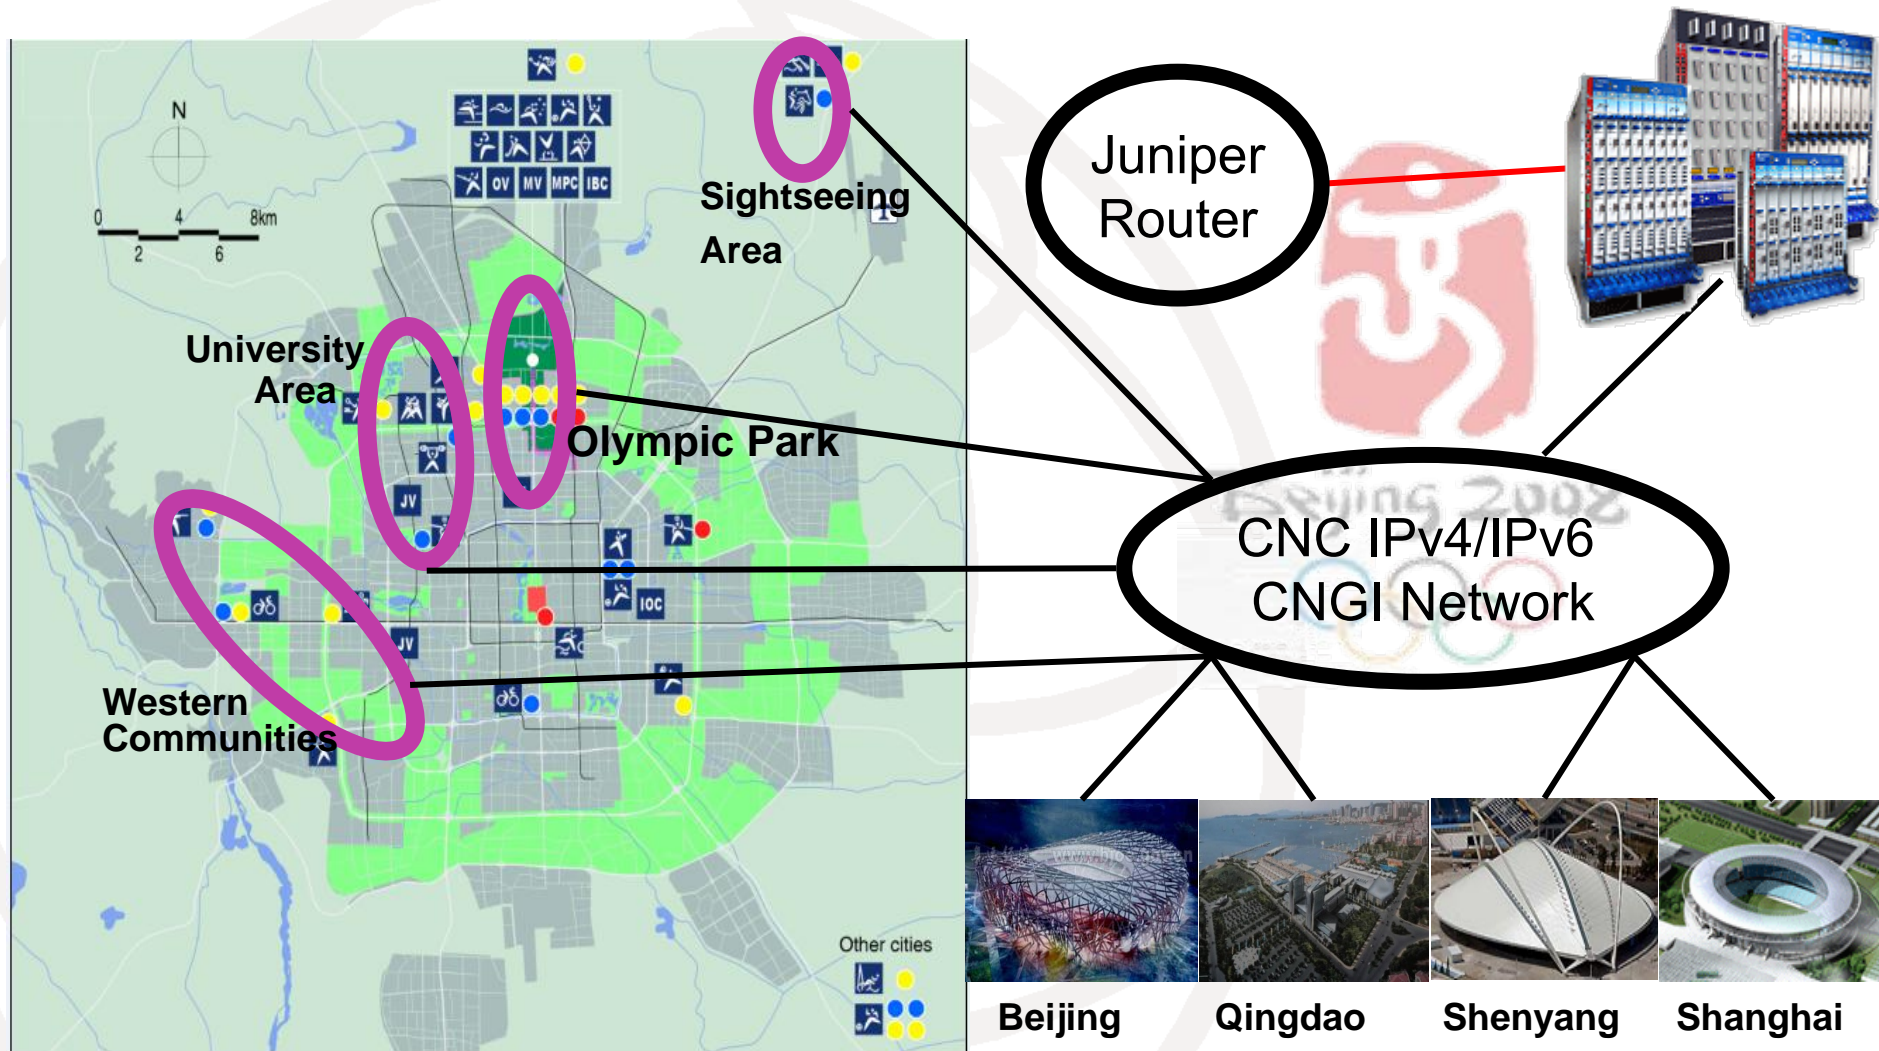 N
0 4 8km
2 6
OV MV MPC IBC
Sightseeing
Area
University
Area
Olympic Park
JV
IOC
JV
Western
Communities
Other cities
Juniper
Router
Beijing 2008
CNC IPv4/IPv6
CNGI Network
Beijing
Qingdao
Shenyang
Shanghai